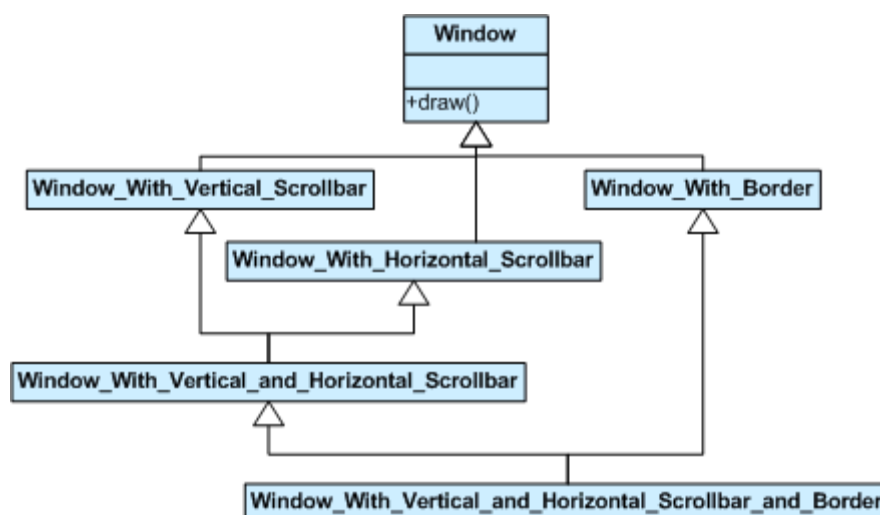 Window
+draw()
Window_With_Vertical_Scrollbar
Window_With_Border
Window_With_Horizontal_Scrollbar
Window_With_Vertical_and_Horizontal_Scrollbar
Window_With_Vertical_and_Horizontal_Scrollbar_and_Border